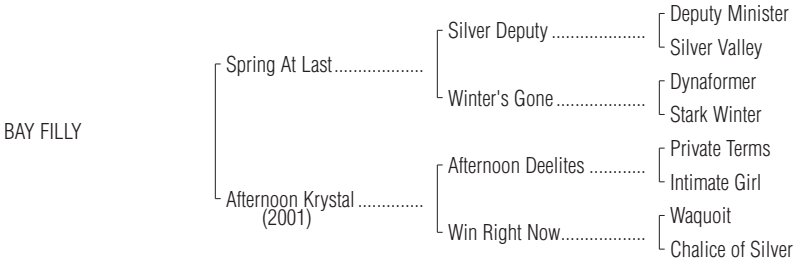 Deputy Minister
Silver Deputy .....................
Silver Valley
Spring At Last...................
Dynaformer
Winter's Gone ....................
Stark Winter
BAY FILLY
Private Terms
Afternoon Deelites ............
Intimate Girl
Afternoon Krystal ..............
(2001)
Waquoit
Win Right Now...................
Chalice of Silver